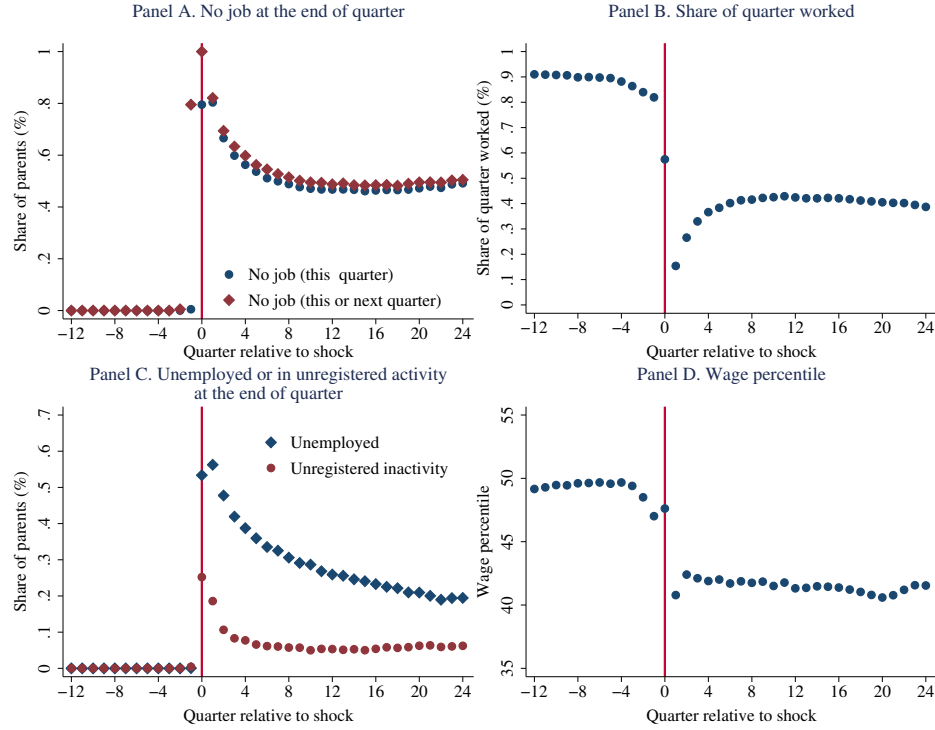 Panel A. No job at the end of quarter
Share of parents (%)
1
.8
.6
.4
.2
0
No job (this quarter)
No job (this or next quarter)
−12 −8 −4 0 4 8 12 16 20 24
Quarter relative to shock
Panel B. Share of quarter worked
Share of quarter worked (%)
1
.9
.8
.7
.6
.5
.4
.3
.2
.1
0
−12 −8 −4 0 4 8 12 16 20 24
Quarter relative to shock
Panel C. Unemployed or in unregistered activity
at the end of quarter
Share of parents (%)
.7
.6
.5
.4
.3
.2
.1
0
Unemployed
Unregistered inactivity
−12 −8 −4 0 4 8 12 16 20 24
Quarter relative to shock
Panel D. Wage percentile
Wage percentile
55
50
45
40
35
−12 −8 −4 0 4 8 12 16 20 24
Quarter relative to shock